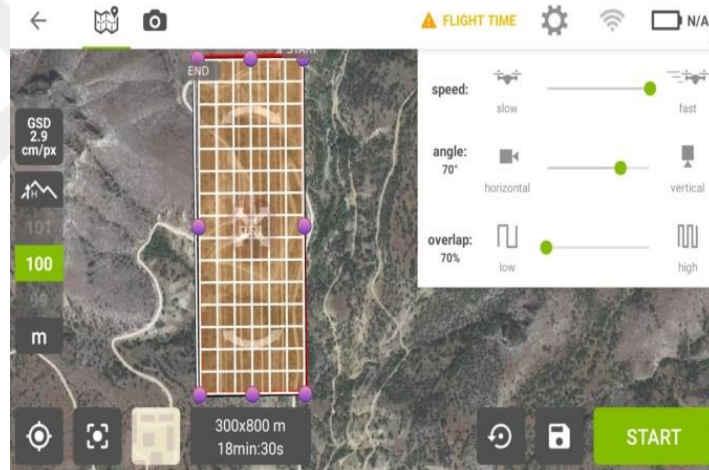 FLIGHT TIME
N/A
START
END
speed:
slow
fast
GSD
2.9
cm/px
angle:
70°
horizontal
vertical
H
101
100
99
m
overlap:
70%
low
high
300x800 m
18min:30s
START